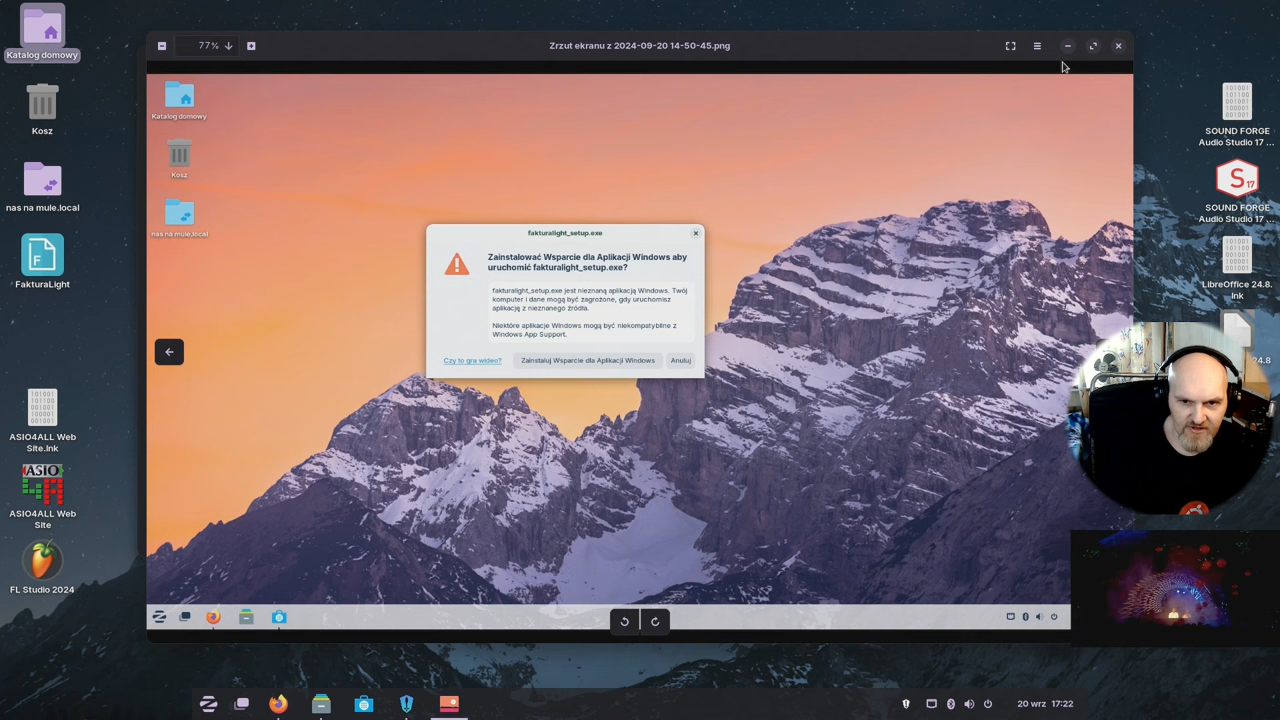 Katalog domowy
Kosz
nas na mule.local
FakturaLight
ASIO4ALL Web
Site.lnk
ASIO
ASIO4ALL Web
Site
FL Studio 2024
77%
Zrzut ekranu z 2024-09-20 14-50-45.png
Katalog domowy
Kosz
nas na mule.local
fakturalight_setup.exe
Zainstalować Wsparcie dla Aplikacji Windows aby
uruchomić fakturalight_setup.exe?
fakturalight_setup.exe jest nieznaną aplikacją Windows. Twój
komputer i dane mogą być zagrożone, gdy uruchomisz
aplikację z nieznanego źródła.
Niektóre aplikacje Windows mogą być niekompatybilne z
Windows App Support.
Czy to gra wideo?
Zainstaluj Wsparcie dla Aplikacji Windows
Anuluj
SOUND FORGE
Audio Studio 17 ...
S 17
SOUND FORGE
Audio Studio 17 ...
LibreOffice 24.8.
lnk
24.8
20 wrz 17:22